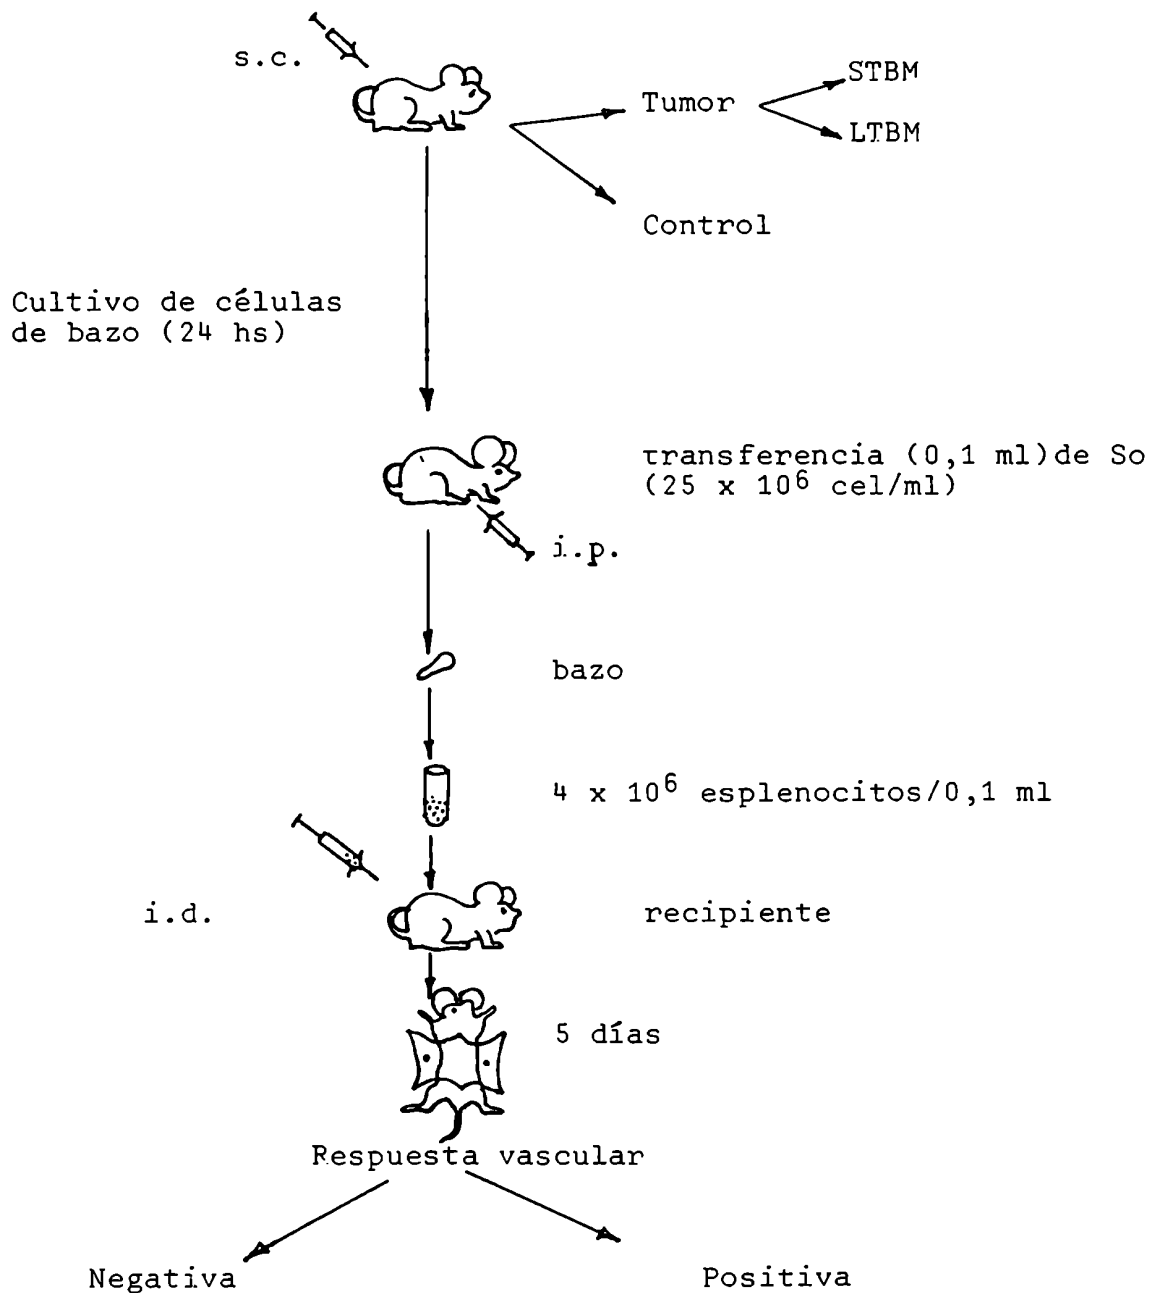 s.c.
STBM
Tumor
LTBM
Control
Cultivo de células
de bazo (24 hs)
transferencia (0,1 ml) de So
(25 x 10⁶ cel/ml)
i.p.
bazo
4 x 10⁶ esplenocitos/0,1 ml
i.d.
recipiente
5 días
Respuesta vascular
Negativa
Positiva